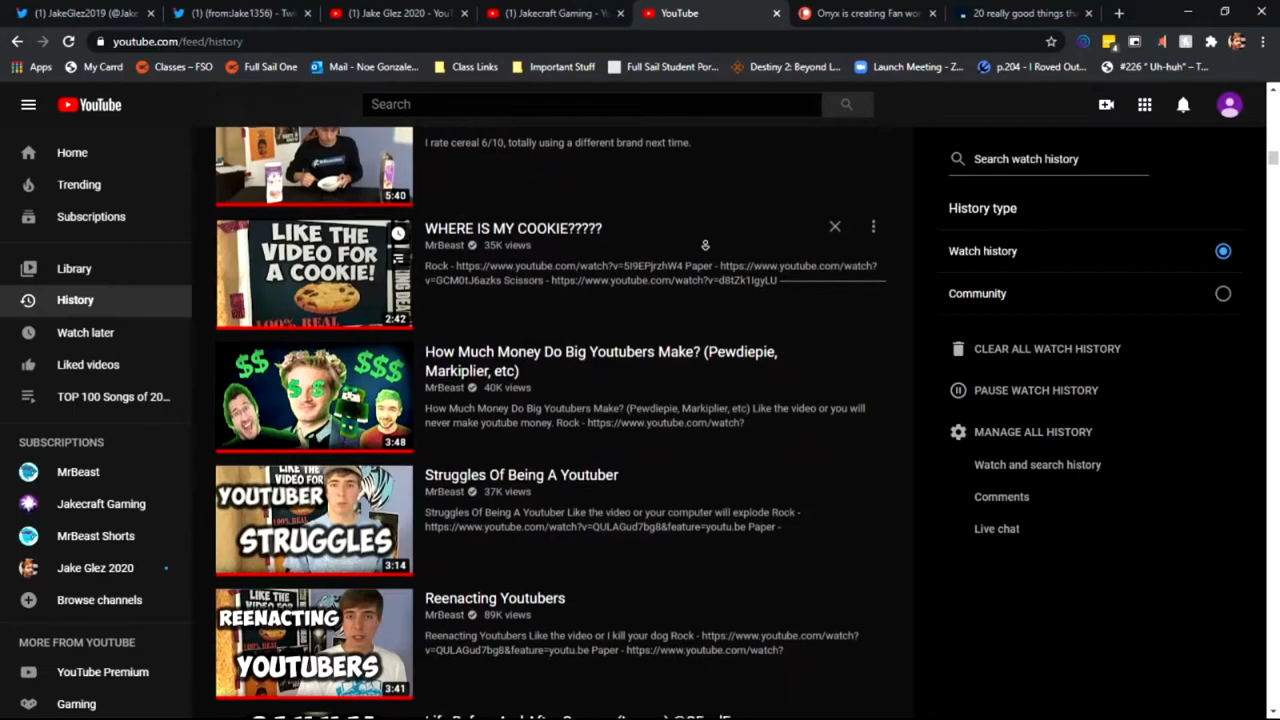 (1) JakeGlez2019 (@Jake
(1) (from:Jake1356) - Twi
(1) Jake Glez 2020 - YouT
(1) Jakecraft Gaming - Yo
YouTube
Onyx is creating Fan wor
20 really good things tha
youtube.com/feed/history
Apps
My Carrd
Classes – FSO
Full Sail One
Mail - Noe Gonzale...
Class Links
Important Stuff
Full Sail Student Por...
Destiny 2: Beyond L...
Launch Meeting - Z...
p.204 - I Roved Out...
#226 “ Uh-huh” – T...
YouTube
Search
Home
Trending
Subscriptions
Library
History
Watch later
Liked videos
TOP 100 Songs of 20...
SUBSCRIPTIONS
MrBeast
Jakecraft Gaming
MrBeast Shorts
Jake Glez 2020
Browse channels
MORE FROM YOUTUBE
YouTube Premium
Gaming
5:40
I rate cereal 6/10, totally using a different brand next time.
LIKE THE
VIDEO FOR
A COOKIE!
100% REAL
2:42
WHERE IS MY COOKIE?????
MrBeast 35K views
Rock - https://www.youtube.com/watch?v=5I9EPjrzhW4 Paper - https://www.youtube.com/watch?
v=GCM0tJ6azks Scissors - https://www.youtube.com/watch?v=dBtZk1IgyLU
$$
$$$
3:48
How Much Money Do Big Youtubers Make? (Pewdiepie,
Markiplier, etc)
MrBeast 40K views
How Much Money Do Big Youtubers Make? (Pewdiepie, Markiplier, etc) Like the video or you will
never make youtube money. Rock - https://www.youtube.com/watch?
LIKE THE
YOUTUBER
STRUGGLES
3:14
Struggles Of Being A Youtuber
MrBeast 37K views
Struggles Of Being A Youtuber Like the video or your computer will explode Rock -
https://www.youtube.com/watch?v=QULAGud7bg8&feature=youtu.be Paper -
LIKE THE
REENACTING
YOUTUBERS
3:41
Reenacting Youtubers
MrBeast 89K views
Reenacting Youtubers Like the video or I kill your dog Rock - https://www.youtube.com/watch?
v=QULAGud7bg8&feature=youtu.be Paper - https://www.youtube.com/watch?
Search watch history
History type
Watch history
Community
CLEAR ALL WATCH HISTORY
PAUSE WATCH HISTORY
MANAGE ALL HISTORY
Watch and search history
Comments
Live chat